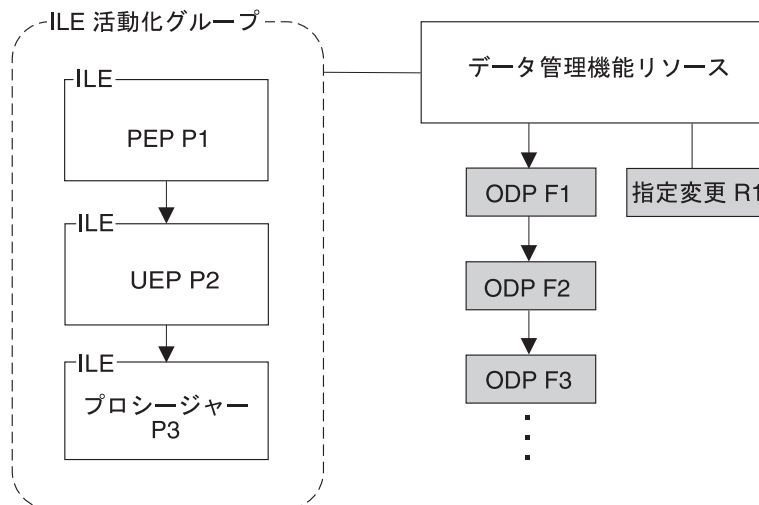 ILE 活動化グループ
ILE
PEP P1
ILE
UEP P2
ILE
プロシージャー
P3
データ管理機能リソース
ODP F1
指定変更 R1
ODP F2
ODP F3